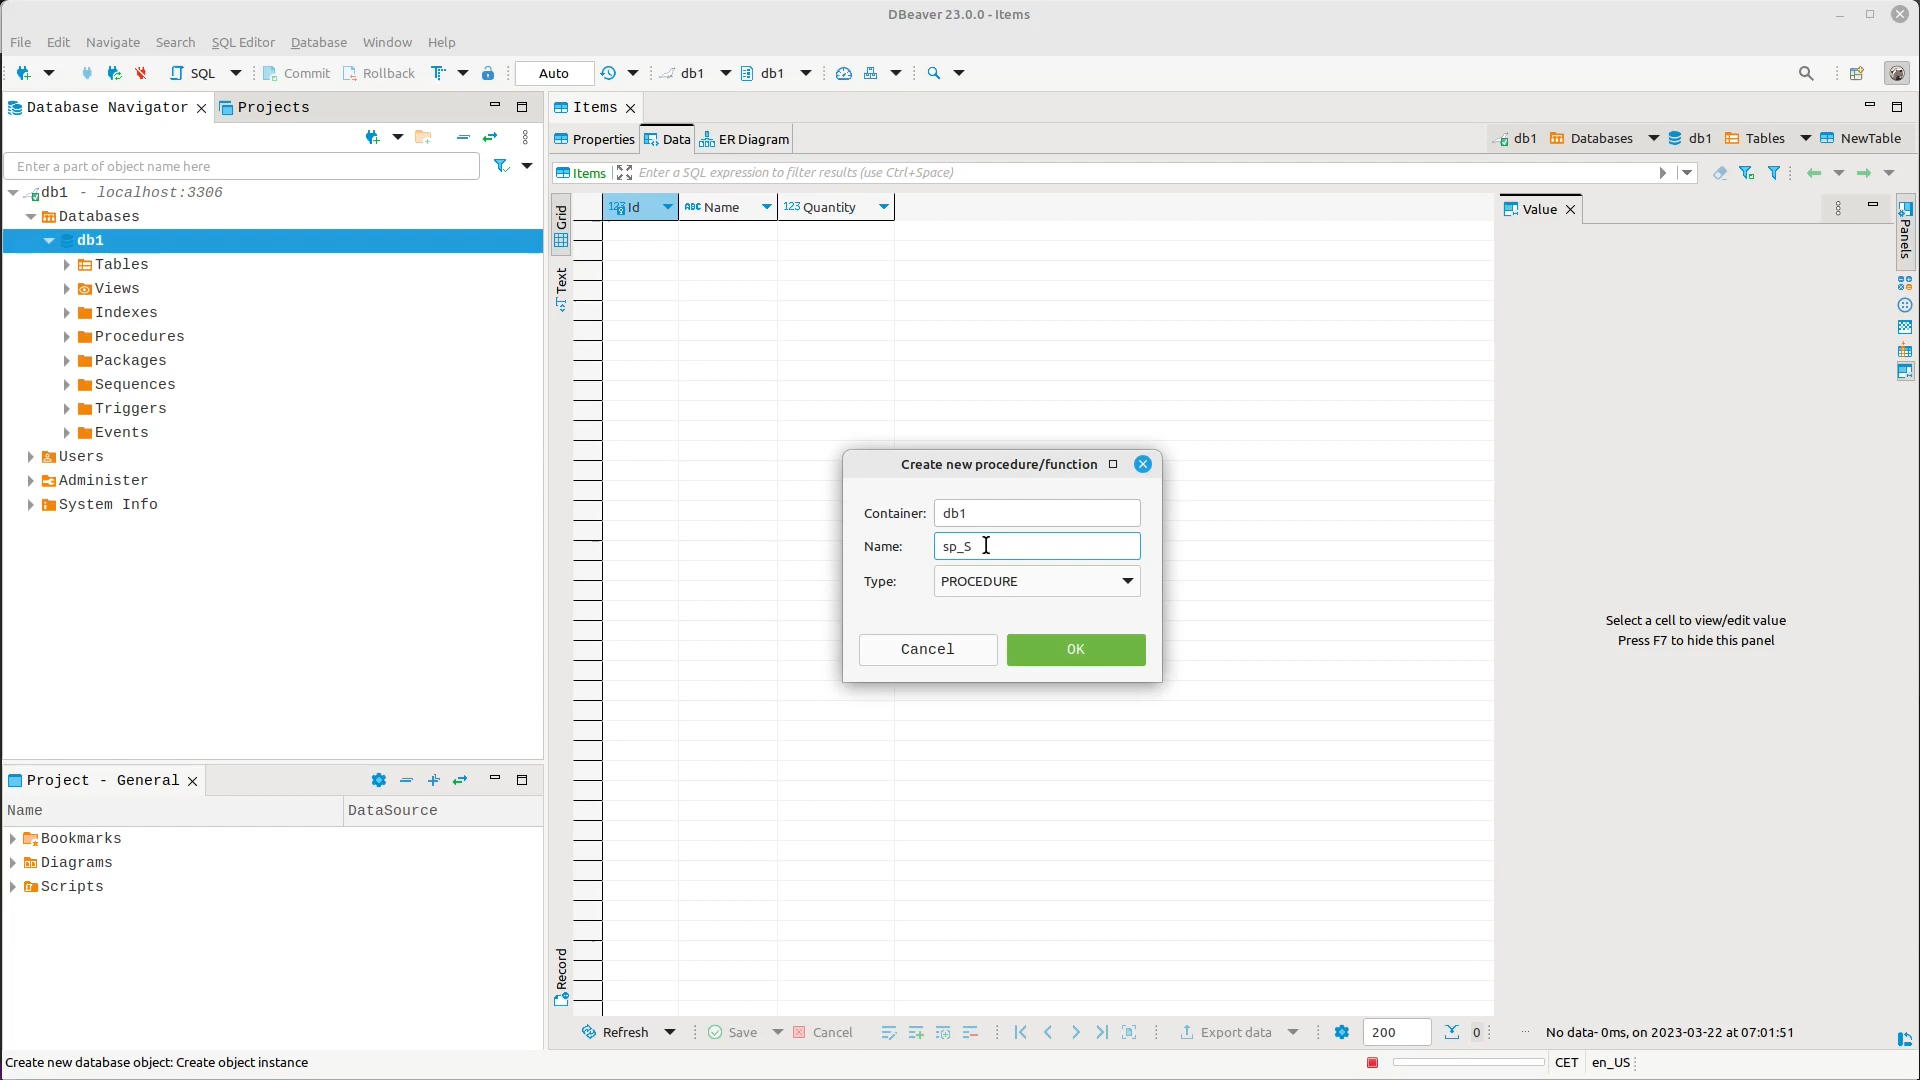 DBeaver 23.0.0 - Items
File Edit Navigate Search SQL Editor Database Window Help
SQL Commit Rollback Auto db1 db1
Database Navigator Projects
Enter a part of object name here
db1 - localhost:3306
Databases
db1
Tables
Views
Indexes
Procedures
Packages
Sequences
Triggers
Events
Users
Administer
System Info
Project - General
Name DataSource
Bookmarks
Diagrams
Scripts
Items
Properties Data ER Diagram db1 Databases db1 Tables NewTable
Items Enter a SQL expression to filter results (use Ctrl+Space)
Grid
Text
Record
123 Id ABC Name 123 Quantity
Value
Panels
Select a cell to view/edit value
Press F7 to hide this panel
Create new procedure/function
Container: db1
Name: sp_S
Type: PROCEDURE
Cancel OK
Refresh Save Cancel Export data 200 0 No data - 0ms, on 2023-03-22 at 07:01:51
Create new database object: Create object instance CET en_US